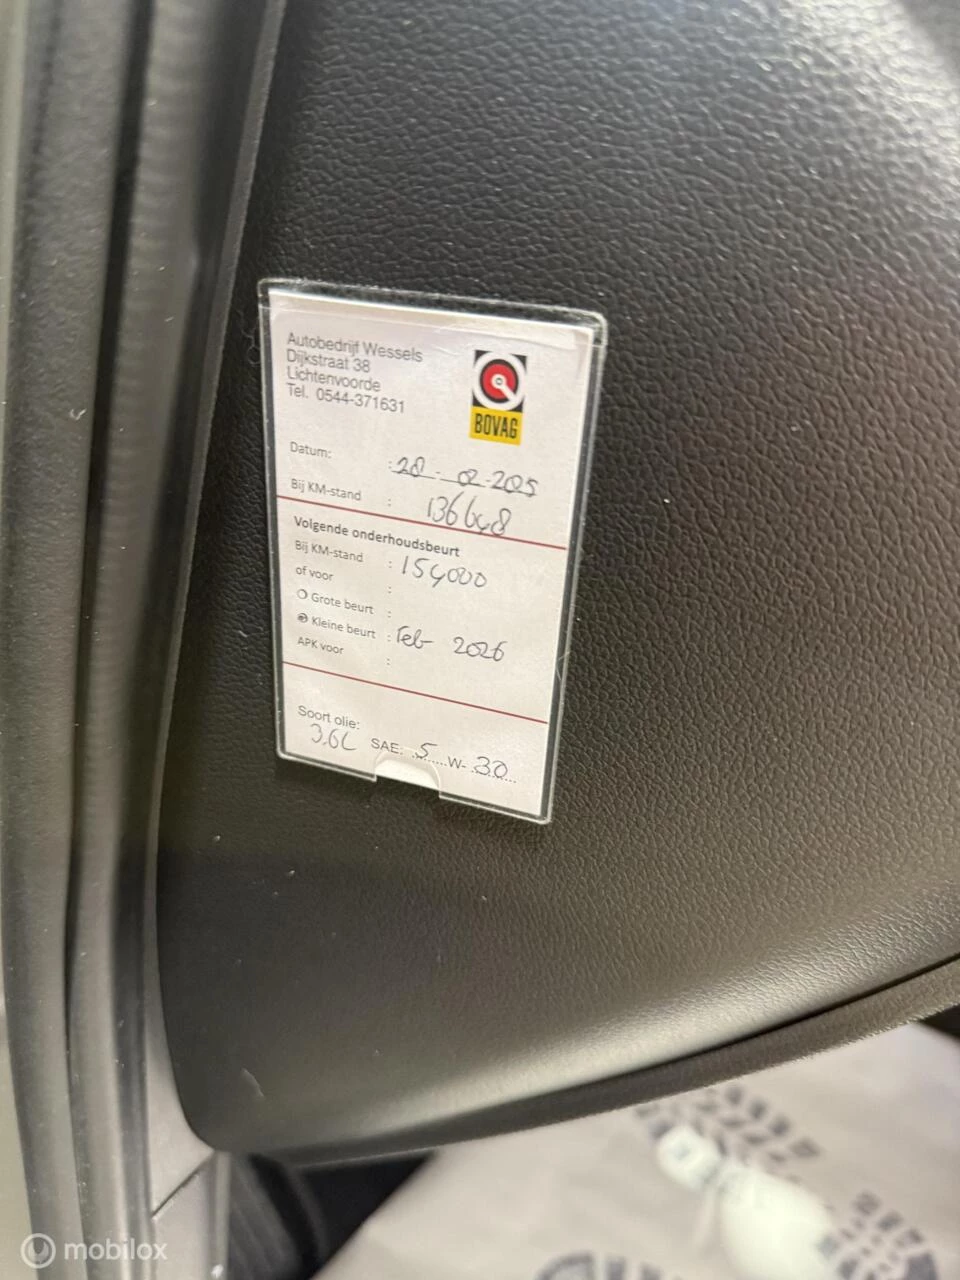 Autobedrijf Wessels
Dijkstraat 38
Lichtenvoorde
Tel. 0544-371631
BOVAG
Datum: : 28-02-2025
Bij KM-stand : 136648
Volgende onderhoudsbeurt
Bij KM-stand : 154000
of voor :
Grote beurt :
Kleine beurt : Feb 2026
APK voor :
Soort olie:
3,6L SAE: 5 W- 30
mobilox